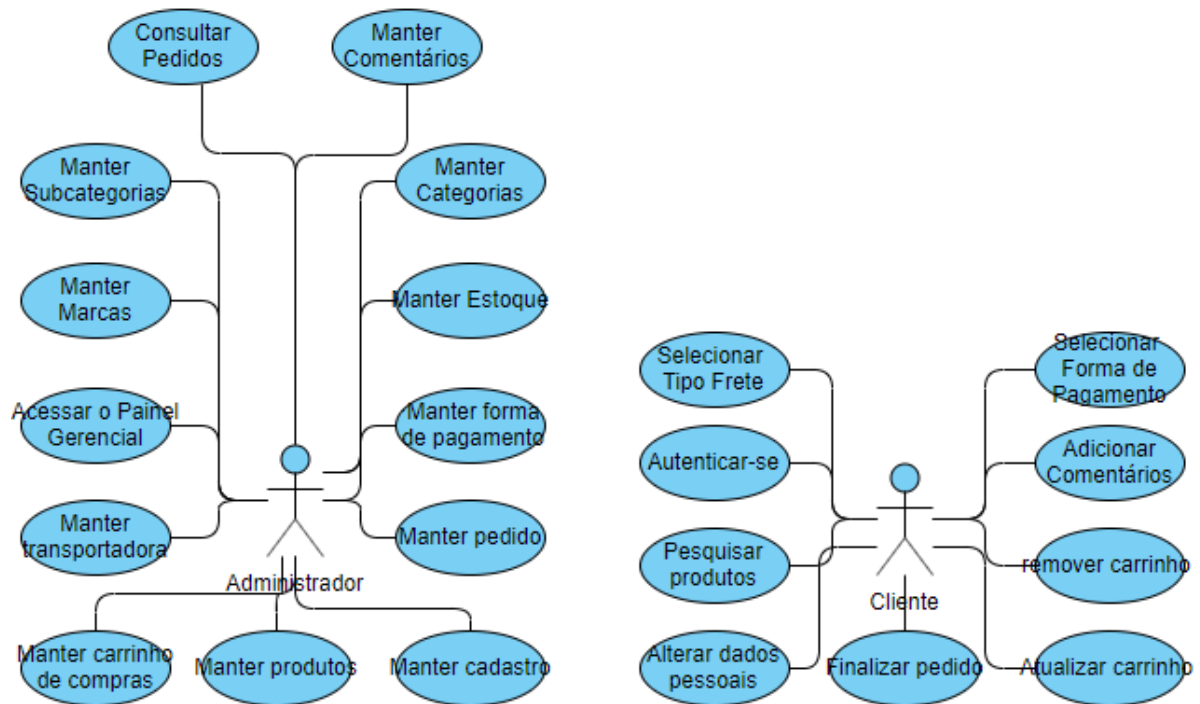 Consultar
Pedidos
Manter
Comentários
Manter
Subcategorias
Manter
Categorias
Manter
Marcas
Manter Estoque
Acessar o Painel
Gerencial
Manter forma
de pagamento
Manter
transportadora
Manter pedido
Administrador
Manter carrinho
de compras
Manter produtos
Manter cadastro
Selecionar
Tipo Frete
Selecionar
Forma de
Pagamento
Autenticar-se
Adicionar
Comentários
Pesquisar
produtos
remover carrinho
Cliente
Alterar dados
pessoais
Finalizar pedido
Atualizar carrinho